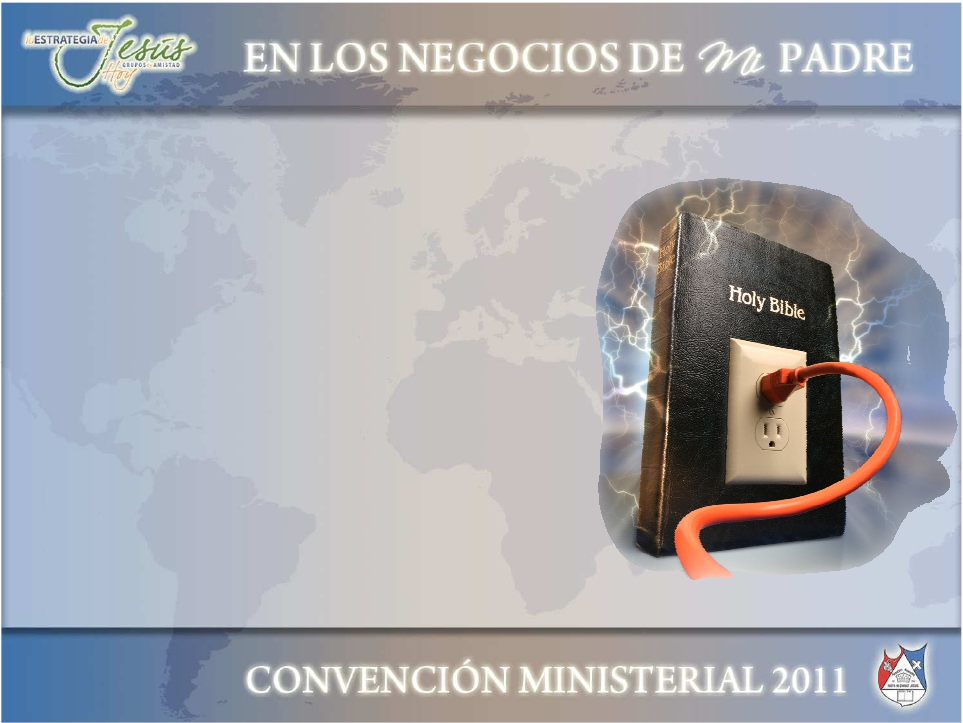 la ESTRATEGIA de
Jesús
GRUPOS de AMISTAD
Hoy
EN LOS NEGOCIOS DE Mi PADRE
Holy Bible
CONVENCIÓN MINISTERIAL 2011